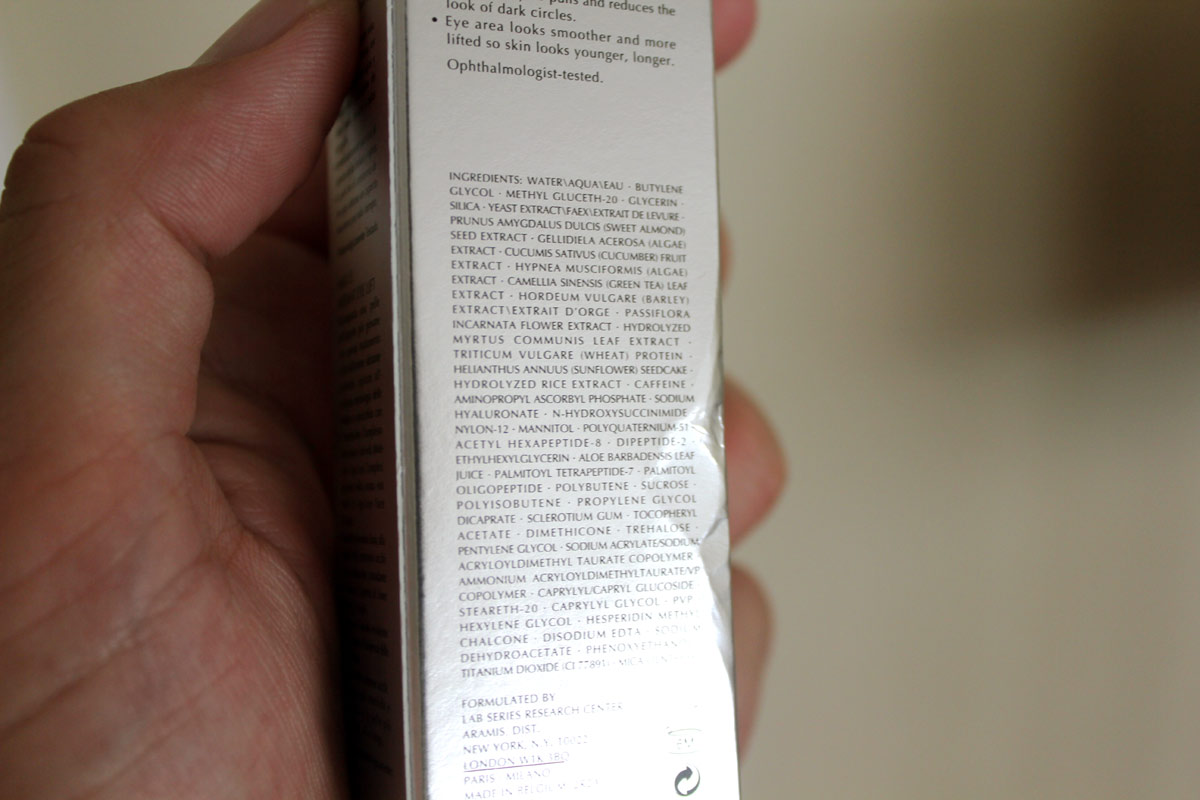 and reduces the
look of dark circles.
• Eye area looks smoother and more
lifted so skin looks younger, longer.
Ophthalmologist-tested.
INGREDIENTS: WATER\AQUA\EAU · BUTYLENE
GLYCOL · METHYL GLUCETH-20 · GLYCERIN ·
SILICA · YEAST EXTRACT\FAEX\EXTRAIT DE LEVURE ·
PRUNUS AMYGDALUS DULCIS (SWEET ALMOND)
SEED EXTRACT · GELLIDIELA ACEROSA (ALGAE)
EXTRACT · CUCUMIS SATIVUS (CUCUMBER) FRUIT
EXTRACT · HYPNEA MUSCIFORMIS (ALGAE)
EXTRACT · CAMELLIA SINENSIS (GREEN TEA) LEAF
EXTRACT · HORDEUM VULGARE (BARLEY)
EXTRACT\EXTRAIT D'ORGE · PASSIFLORA
INCARNATA FLOWER EXTRACT · HYDROLYZED
MYRTUS COMMUNIS LEAF EXTRACT ·
TRITICUM VULGARE (WHEAT) PROTEIN ·
HELIANTHUS ANNUUS (SUNFLOWER) SEEDCAKE ·
HYDROLYZED RICE EXTRACT · CAFFEINE ·
AMINOPROPYL ASCORBYL PHOSPHATE · SODIUM
HYALURONATE · N-HYDROXYSUCCINIMIDE
NYLON-12 · MANNITOL · POLYQUATERNIUM-51 ·
ACETYL HEXAPEPTIDE-8 · DIPEPTIDE-2 ·
ETHYLHEXYLGLYCERIN · ALOE BARBADENSIS LEAF
JUICE · PALMITOYL TETRAPEPTIDE-7 · PALMITOYL
OLIGOPEPTIDE · POLYBUTENE · SUCROSE ·
POLYISOBUTENE · PROPYLENE GLYCOL
DICAPRATE · SCLEROTIUM GUM · TOCOPHERYL
ACETATE · DIMETHICONE · TREHALOSE ·
PENTYLENE GLYCOL · SODIUM ACRYLATE/SODIUM
ACRYLOYLDIMETHYL TAURATE COPOLYMER
AMMONIUM ACRYLOYLDIMETHYLTAURATE/VP
COPOLYMER · CAPRYLYL/CAPRYL GLUCOSIDE
STEARETH-20 · CAPRYLYL GLYCOL · PVP
HEXYLENE GLYCOL · HESPERIDIN METHYL
CHALCONE · DISODIUM EDTA · SODIUM
DEHYDROACETATE · PHENOXYETHANOL
TITANIUM DIOXIDE (CI 77891) · MICA
FORMULATED BY
LAB SERIES RESEARCH CENTER
ARAMIS, DIST.
NEW YORK, N.Y. 10022
LONDON W1K 3BQ
PARIS · MILANO
MADE IN BELGIUM